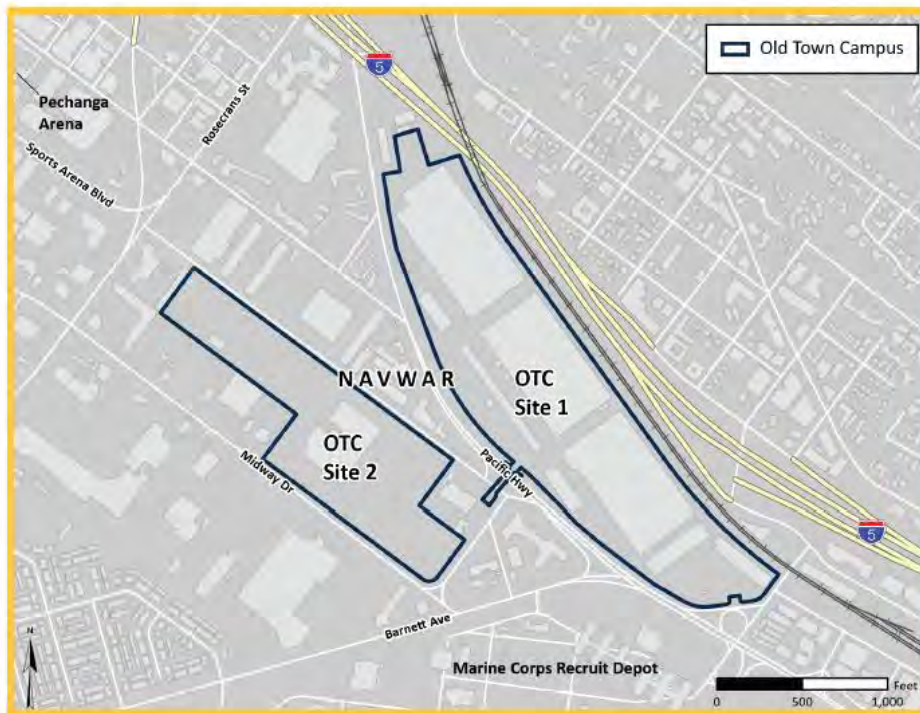 Old Town Campus
5
Pechanga
Arena
Rosecrans St
Sports Arena Blvd
NAVWAR
OTC
Site 1
OTC
Site 2
Pacific Hwy
Midway Dr
5
Barnett Ave
Marine Corps Recruit Depot
N
Feet
0 500 1,000